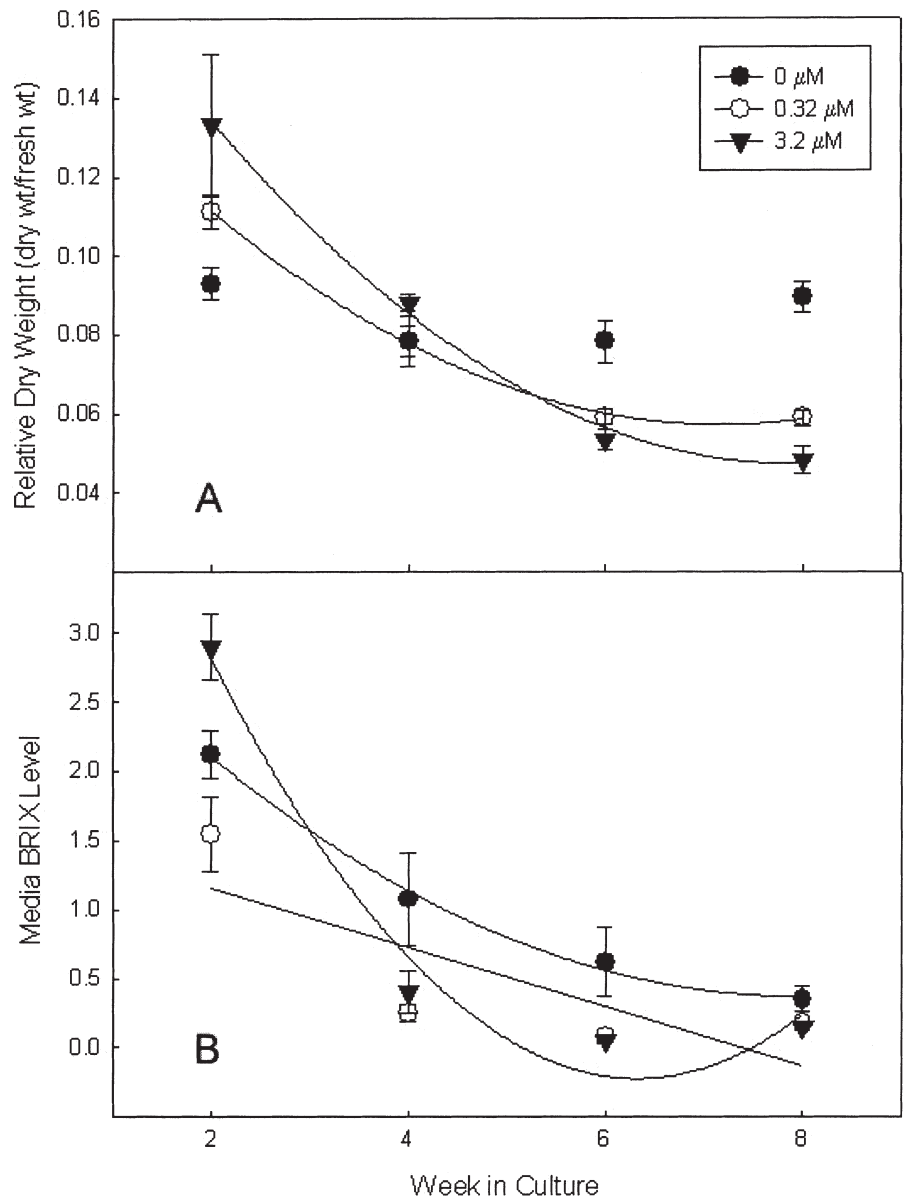 0.16
0.14
0.12
0.10
0.08
0.06
0.04
Relative Dry Weight (dry wt/fresh wt)
0 µM
0.32 µM
3.2 µM
A
3.0
2.5
2.0
1.5
1.0
0.5
0.0
Media BRIX Level
B
2 4 6 8
Week in Culture